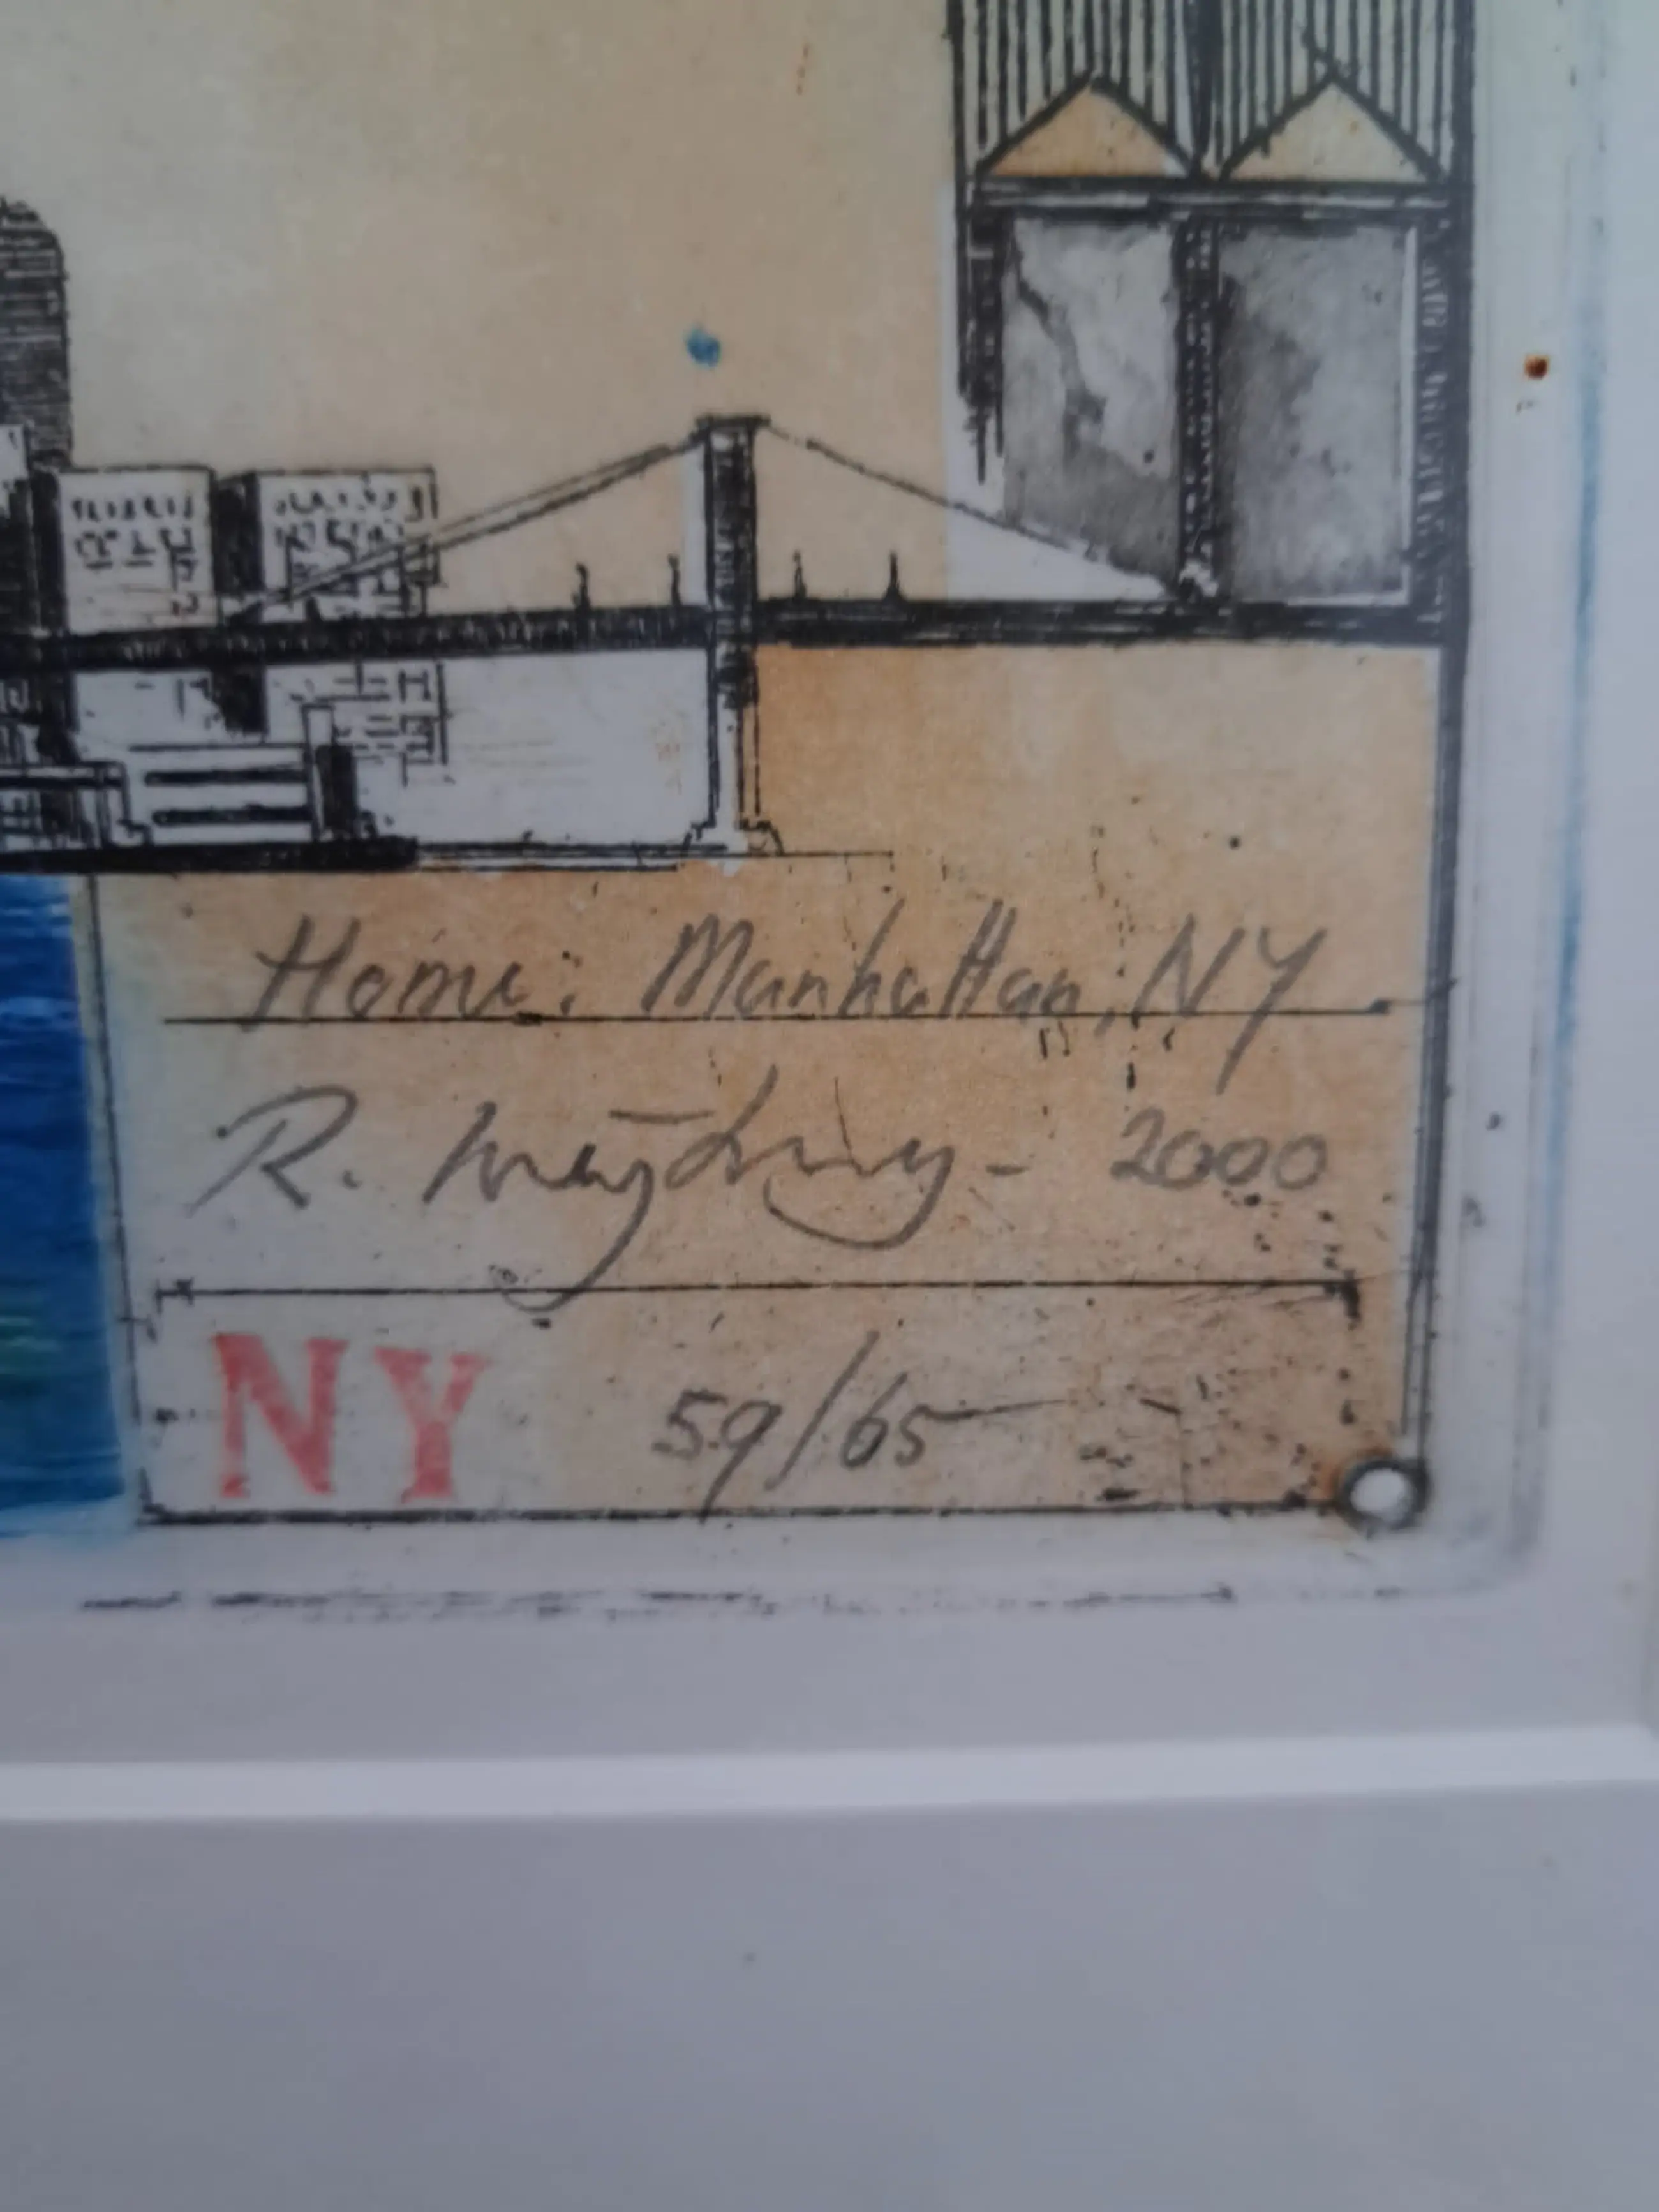 Home: Manhattan, NY
R. - 2000
NY 59/65